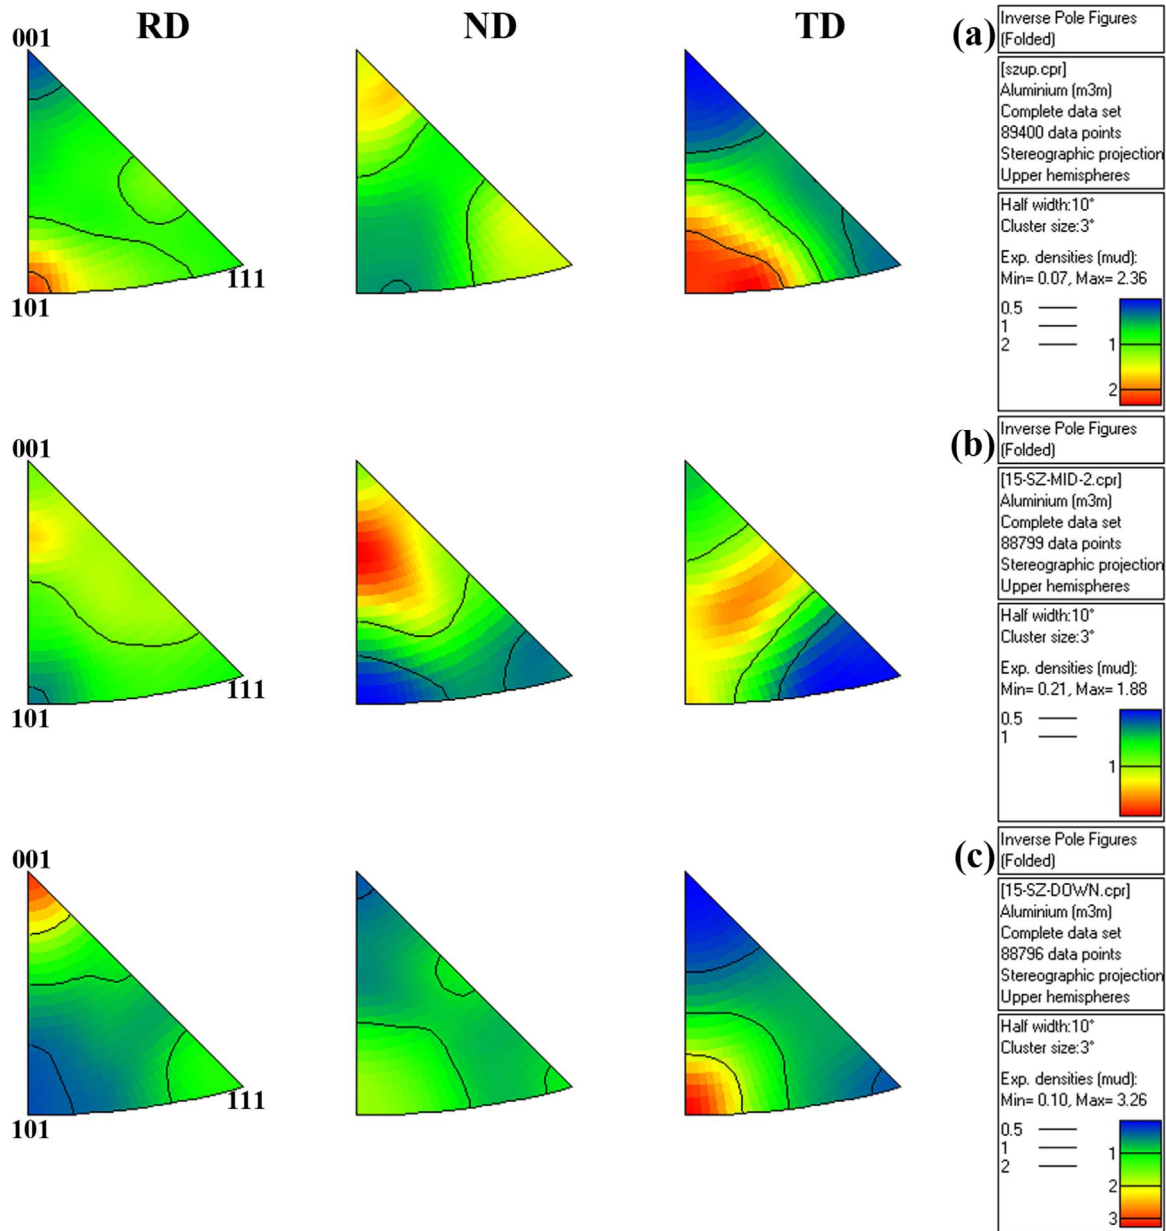 RD ND TD
(a)
001
101
111
Inverse Pole Figures
(Folded)
[szup.cpr]
Aluminium (m3m)
Complete data set
89400 data points
Stereographic projection
Upper hemispheres
Half width:10°
Cluster size:3°
Exp. densities (mud):
Min= 0.07, Max= 2.36
0.5
1
2
1
2
(b)
001
101
111
Inverse Pole Figures
(Folded)
[15-SZ-MID-2.cpr]
Aluminium (m3m)
Complete data set
88799 data points
Stereographic projection
Upper hemispheres
Half width:10°
Cluster size:3°
Exp. densities (mud):
Min= 0.21, Max= 1.88
0.5
1
1
(c)
001
101
111
Inverse Pole Figures
(Folded)
[15-SZ-DOWN.cpr]
Aluminium (m3m)
Complete data set
88796 data points
Stereographic projection
Upper hemispheres
Half width:10°
Cluster size:3°
Exp. densities (mud):
Min= 0.10, Max= 3.26
0.5
1
2
1
2
3